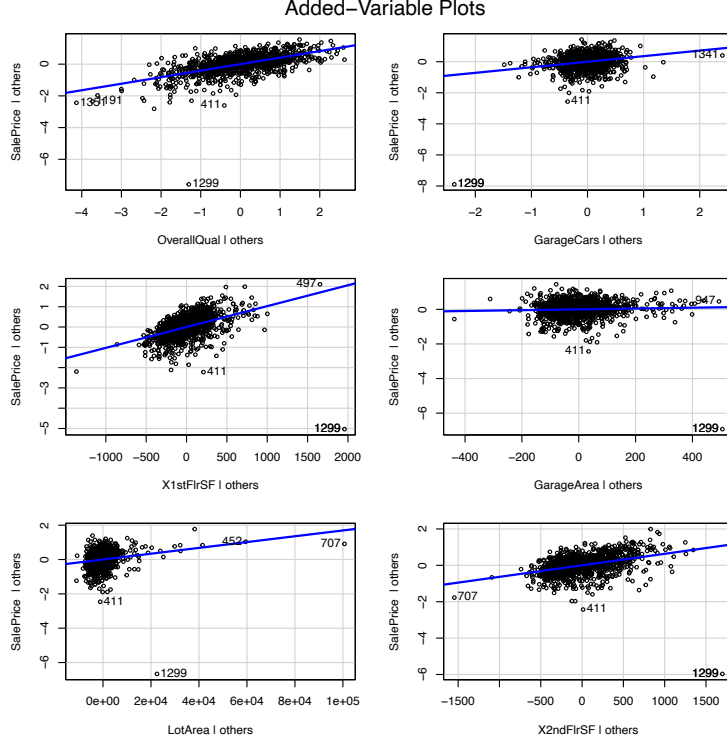 Added−Variable Plots
SalePrice | others
0
−2
−4
−6
1351
1191
411
1299
−4 −3 −2 −1 0 1 2
OverallQual | others
SalePrice | others
0
−2
−4
−6
−8
1341
411
1299
−2 −1 0 1 2
GarageCars | others
SalePrice | others
2
1
0
−1
−3
−5
497
411
1299
−1000 −500 0 500 1000 1500 2000
X1stFlrSF | others
SalePrice | others
0
−2
−4
−6
947
411
1299
−400 −200 0 200 400
GarageArea | others
SalePrice | others
2
0
−2
−4
−6
452
707
411
1299
0e+00 2e+04 4e+04 6e+04 8e+04 1e+05
LotArea | others
SalePrice | others
2
0
−2
−4
−6
707
411
1299
−1500 −500 0 500 1000 1500
X2ndFlrSF | others